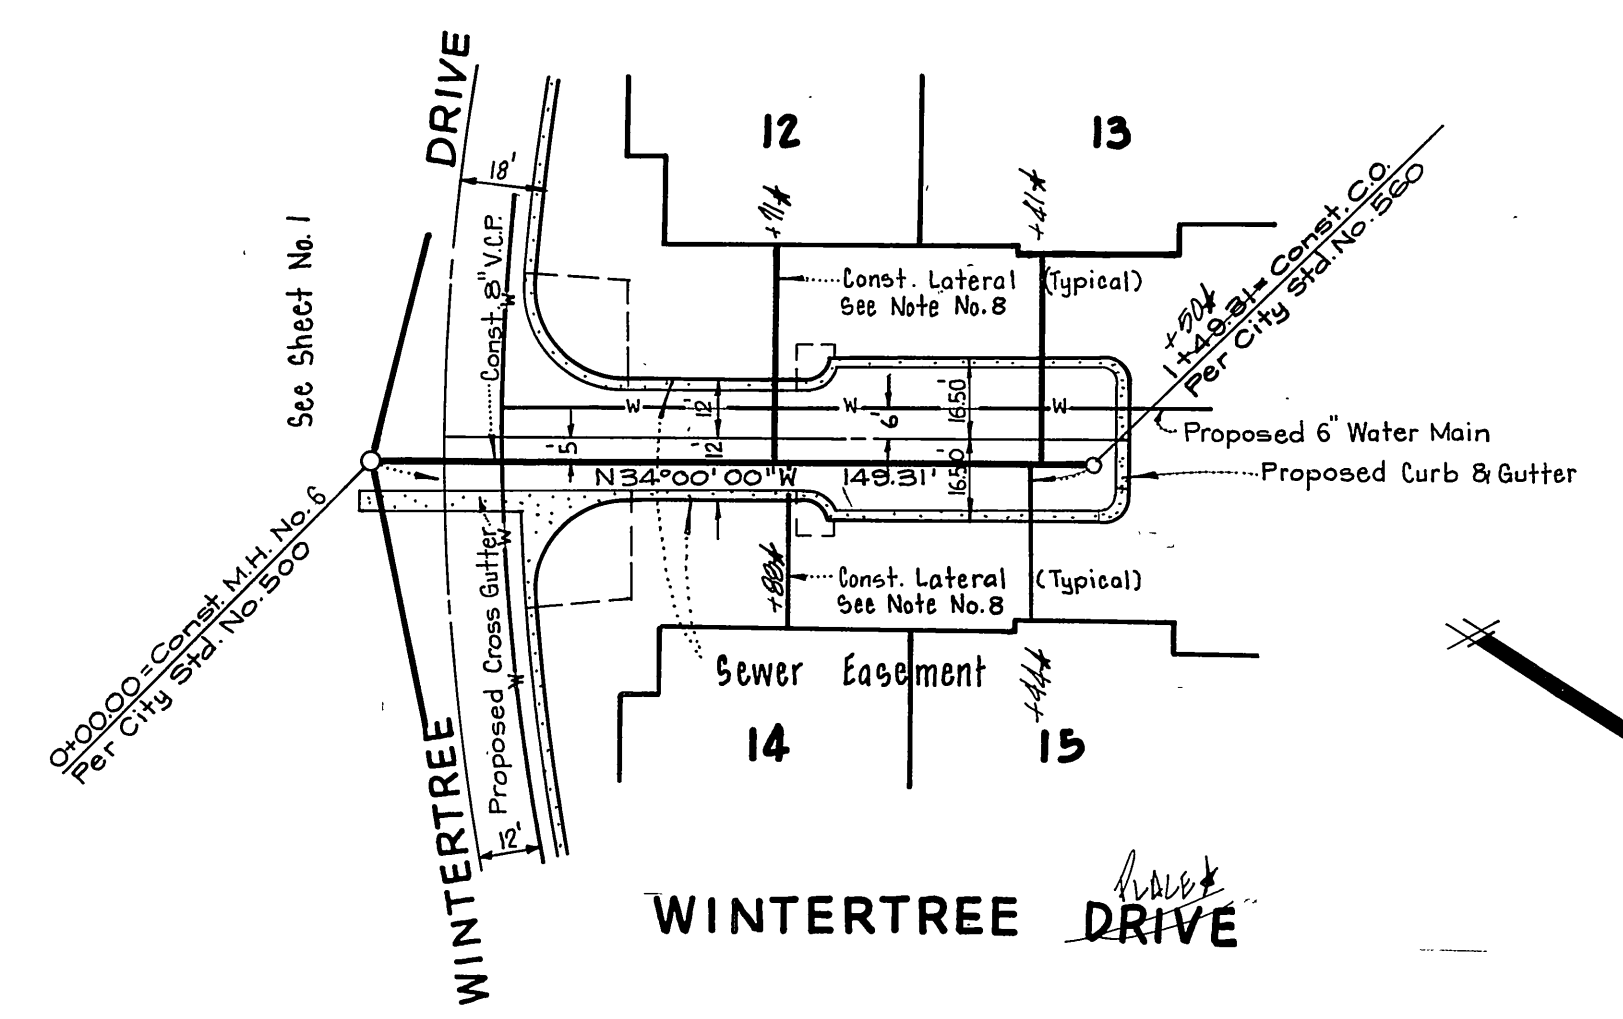 DRIVE
18'
12
13
+71
+41
See Sheet No. 1
Const. 8" V.C.P.
Const. Lateral (Typical)
See Note No. 8
+50
1+49.31 = Const. C.O.
Per City Std. No. 560
W
W
W
W
12'
6'
16.50'
5'
12'
16.50'
Proposed 6" Water Main
Proposed Curb & Gutter
N34°00'00"W 149.31'
0+00.00 = Const. M.H. No. 6
Per City Std. No. 500
W
Proposed Cross Gutter
+88
Const. Lateral (Typical)
See Note No. 8
W
Sewer Easement
+44
14
15
12'
WINTERTREE
WINTERTREE DRIVE
PLACE